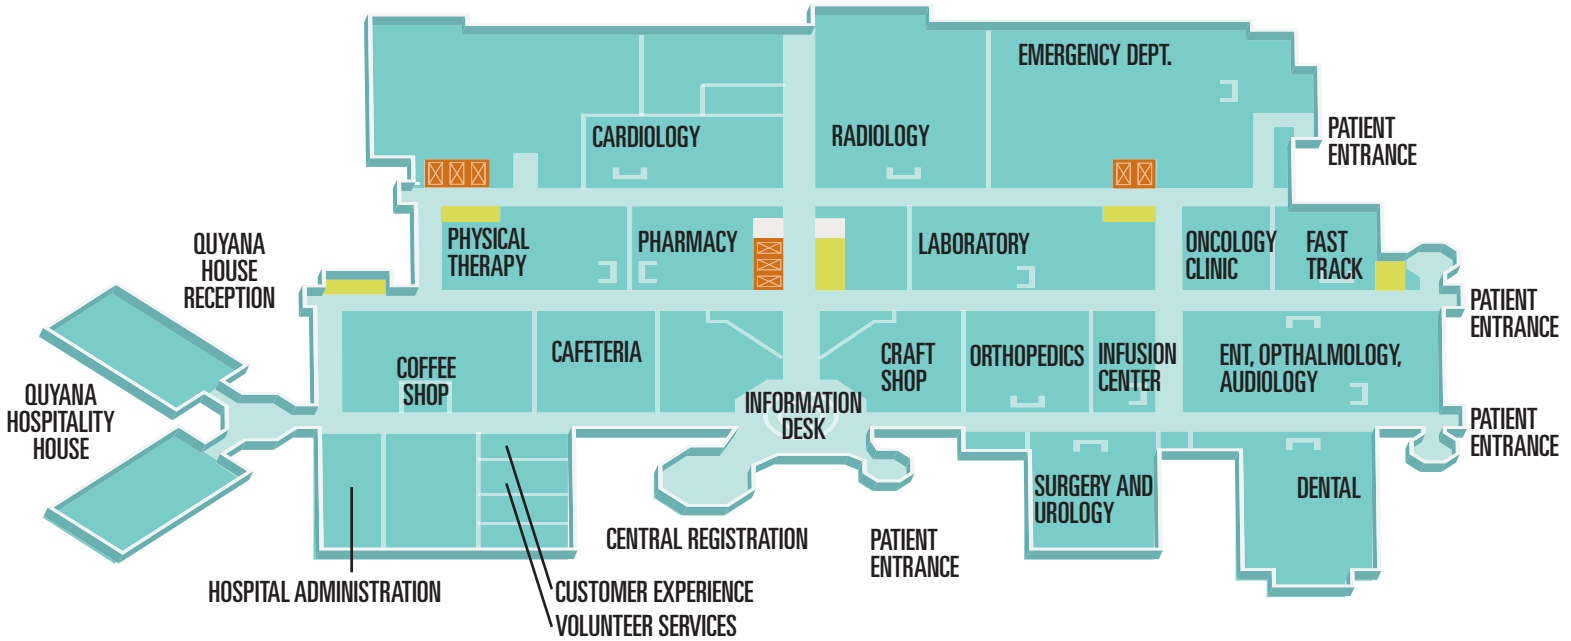 EMERGENCY DEPT.
CARDIOLOGY
RADIOLOGY
PATIENT
ENTRANCE
QUYANA
HOUSE
RECEPTION
PHYSICAL
THERAPY
PHARMACY
LABORATORY
ONCOLOGY
CLINIC
FAST
TRACK
PATIENT
ENTRANCE
QUYANA
HOSPITALITY
HOUSE
COFFEE
SHOP
CAFETERIA
INFORMATION
DESK
CRAFT
SHOP
ORTHOPEDICS
INFUSION
CENTER
ENT, OPTHALMOLOGY,
AUDIOLOGY
PATIENT
ENTRANCE
SURGERY AND
UROLOGY
DENTAL
CENTRAL REGISTRATION
PATIENT
ENTRANCE
HOSPITAL ADMINISTRATION
CUSTOMER EXPERIENCE
VOLUNTEER SERVICES